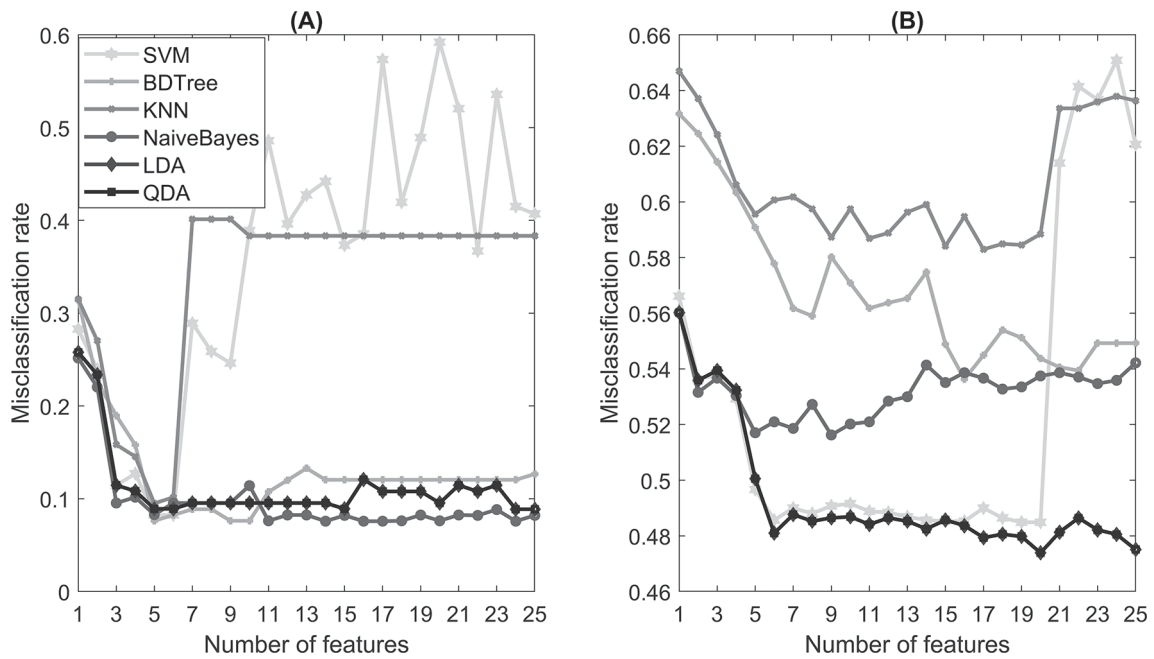 (A)
Misclassification rate
0.6
0.5
0.4
0.3
0.2
0.1
0
SVM
BDTree
KNN
NaiveBayes
LDA
QDA
1 3 5 7 9 11 13 15 17 19 21 23 25
Number of features
(B)
Misclassification rate
0.66
0.64
0.62
0.6
0.58
0.56
0.54
0.52
0.5
0.48
0.46
1 3 5 7 9 11 13 15 17 19 21 23 25
Number of features